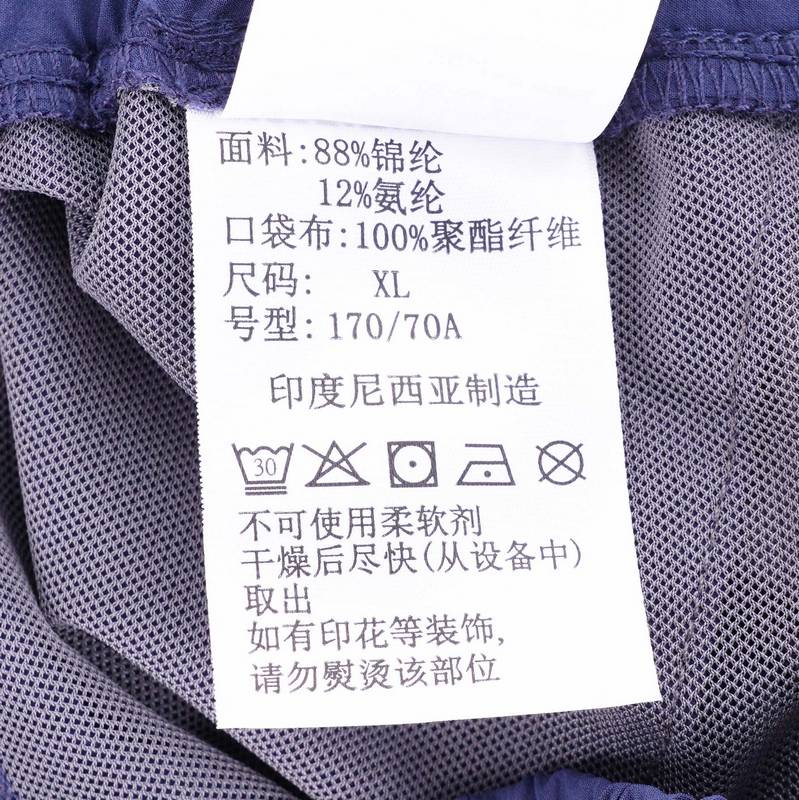 面料:88%锦纶
12%氨纶
口袋布:100%聚酯纤维
尺码: XL
号型:170/70A
印度尼西亚制造
30
不可使用柔软剂
干燥后尽快(从设备中)
取出
如有印花等装饰,
请勿熨烫该部位